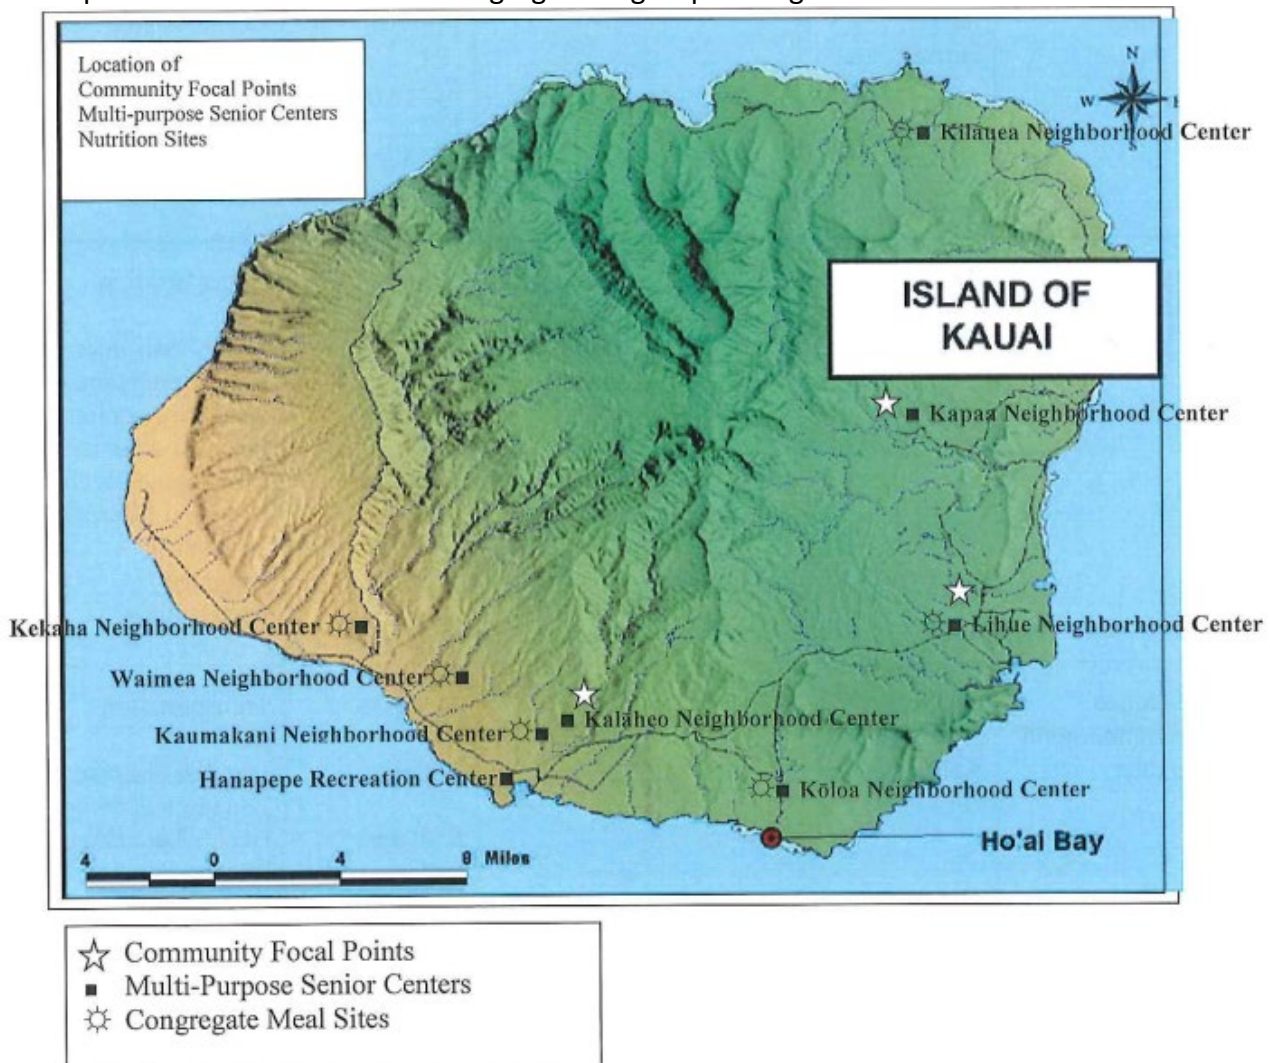 Location of
Community Focal Points
Multi-purpose Senior Centers
Nutrition Sites
N
W
S
Kilauea Neighborhood Center
ISLAND OF
KAUAI
Kapaa Neighborhood Center
Kekaha Neighborhood Center
Lihue Neighborhood Center
Waimea Neighborhood Center
Kalaheo Neighborhood Center
Kaumakani Neighborhood Center
Hanapepe Recreation Center
Kōloa Neighborhood Center
Ho'ai Bay
4 0 4 8 Miles
Community Focal Points
Multi-Purpose Senior Centers
Congregate Meal Sites